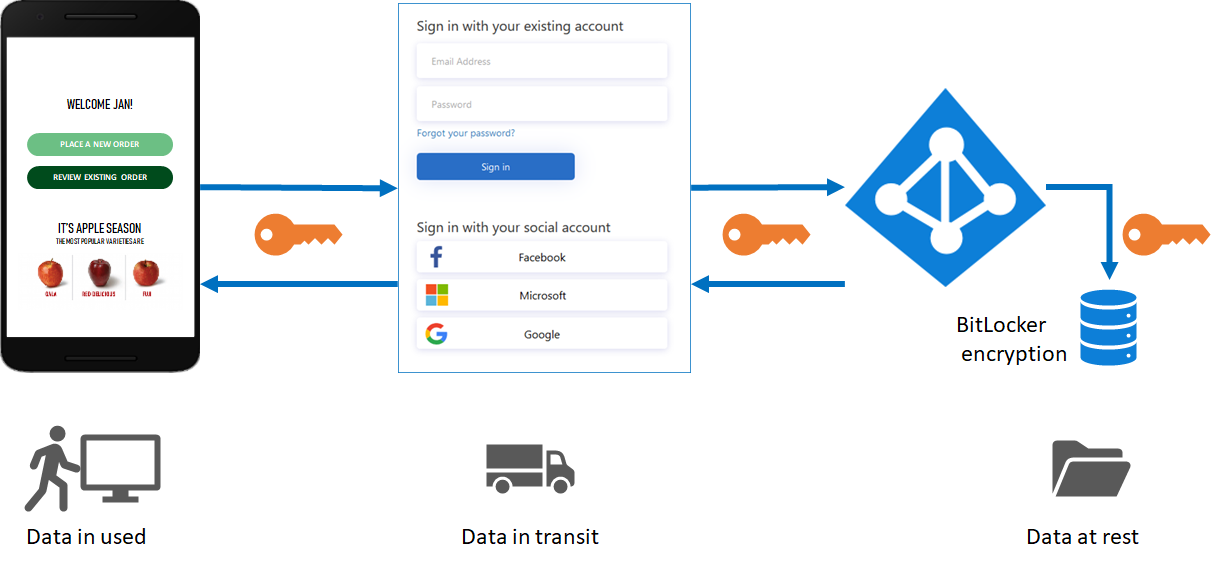 WELCOME JAN!
PLACE A NEW ORDER
REVIEW EXISTING ORDER
IT'S APPLE SEASON
THE MOST POPULAR VARIETIES ARE
GALA
RED DELICIOUS
FUJI
Sign in with your existing account
Email Address
Password
Forgot your password?
Sign in
Sign in with your social account
Facebook
Microsoft
Google
BitLocker
encryption
Data in used
Data in transit
Data at rest